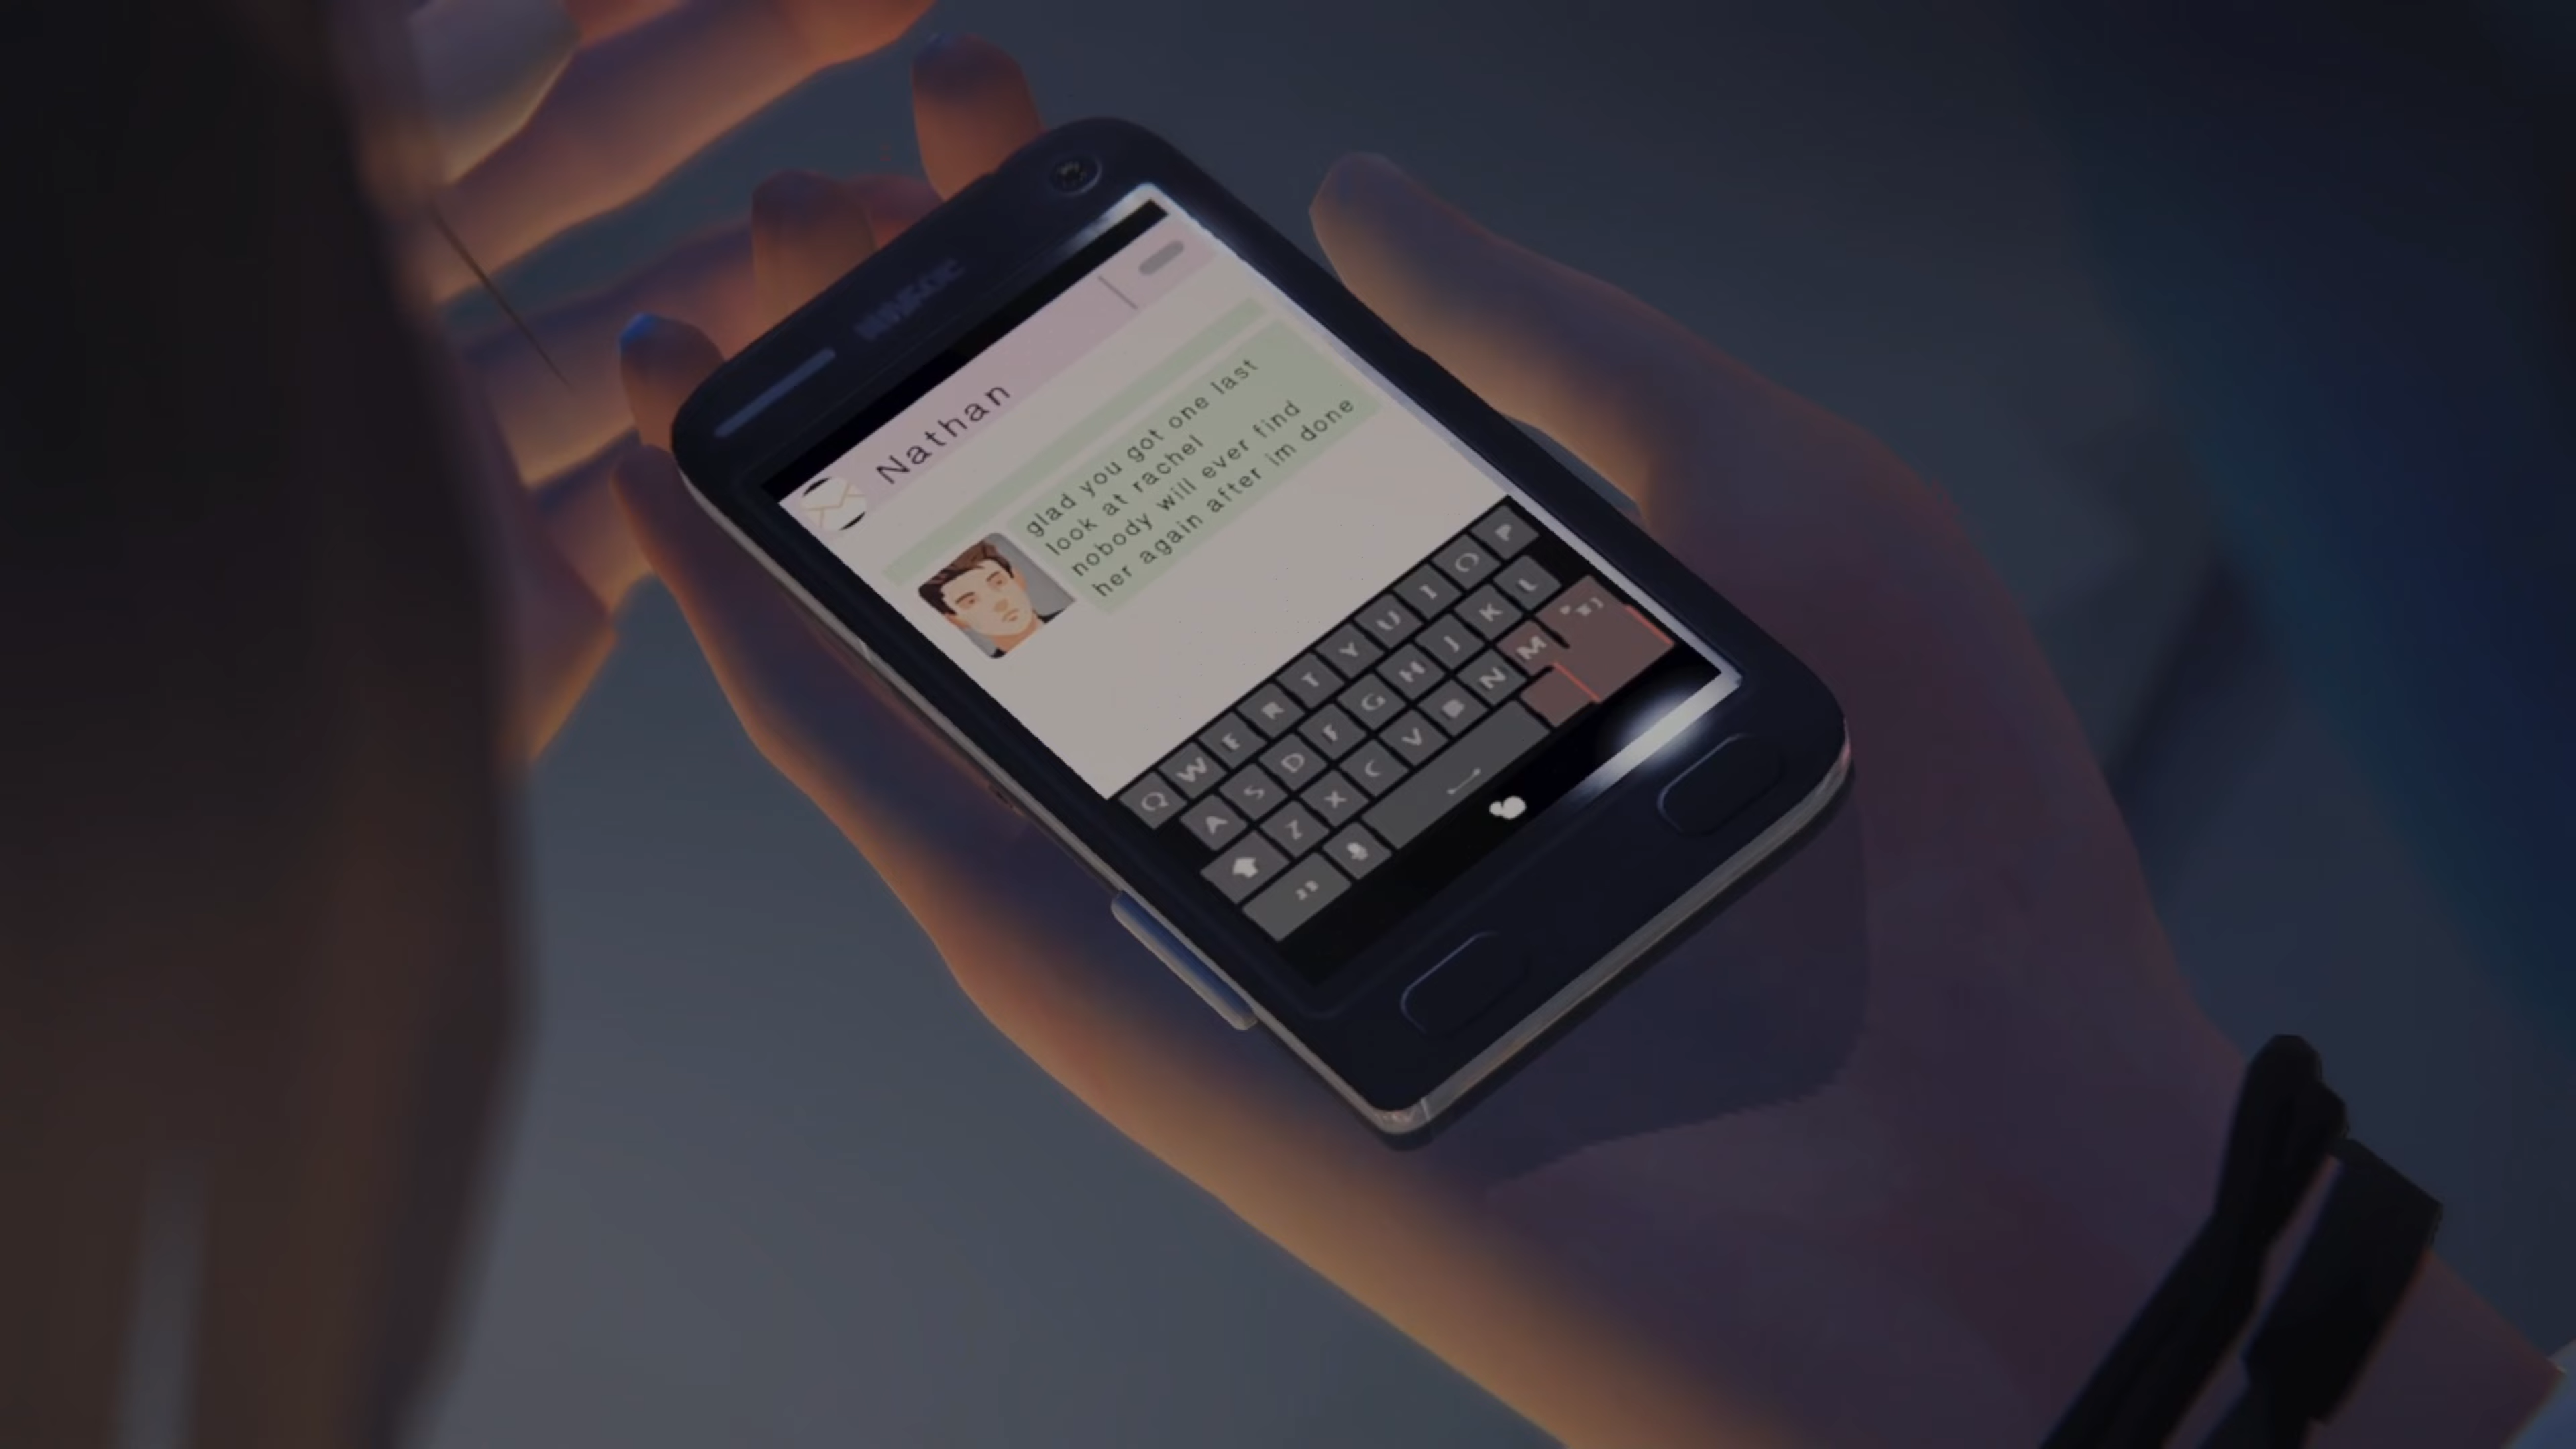 Nathan
glad you got one last
look at rachel
nobody will ever find
her again after im done
Q W E R T Y U I O P
A S D F G H J K L
Z X C V N M